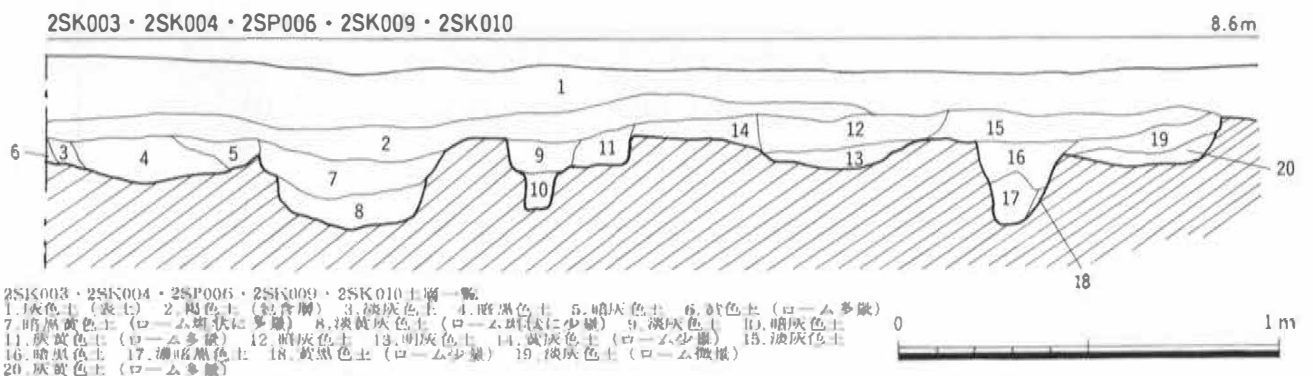 2SK003・2SK004・2SP006・2SK009・2SK010
8.6m
1
14 12 15
2 19
6 3 4 5 9 11 13 16
20
7 10 17
8
18
2SK003・2SK004・2SP006・2SK009・2SK010土層一覧
1.灰色土（表土） 2.褐色土（包含層） 3.淡灰色土 4.暗黒色土 5.暗灰色土 6.黄色土（ローム多量）
7.暗黒黄色土（ローム斑状に多量） 8.淡黄灰色土（ローム斑状に少量） 9.淡灰色土 10.暗灰色土
11.灰黄色土（ローム多量） 12.暗灰色土 13.明灰色土 14.黄灰色土（ローム少量） 15.淡灰色土
16.暗黒色土 17.濃暗黒色土 18.黄黒色土（ローム少量） 19.淡灰色土（ローム微量）
20.灰黄色土（ローム多量）
0 1m